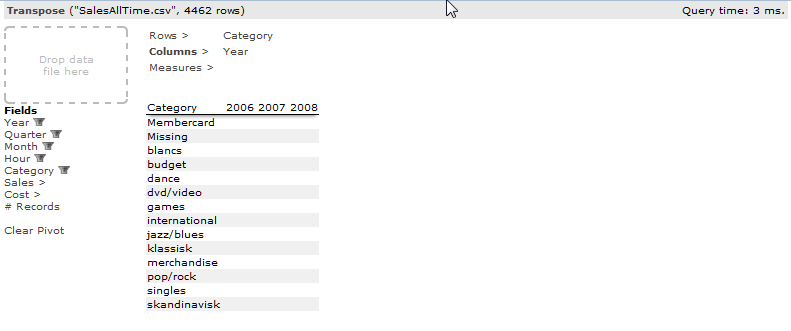 Transpose ("SalesAllTime.csv", 4462 rows) Query time: 3 ms.
Drop data
file here
Rows > Category
Columns > Year
Measures >
Fields
Year
Quarter
Month
Hour
Category
Sales >
Cost >
# Records
Clear Pivot
Category 2006 2007 2008
Membercard
Missing
blancs
budget
dance
dvd/video
games
international
jazz/blues
klassisk
merchandise
pop/rock
singles
skandinavisk